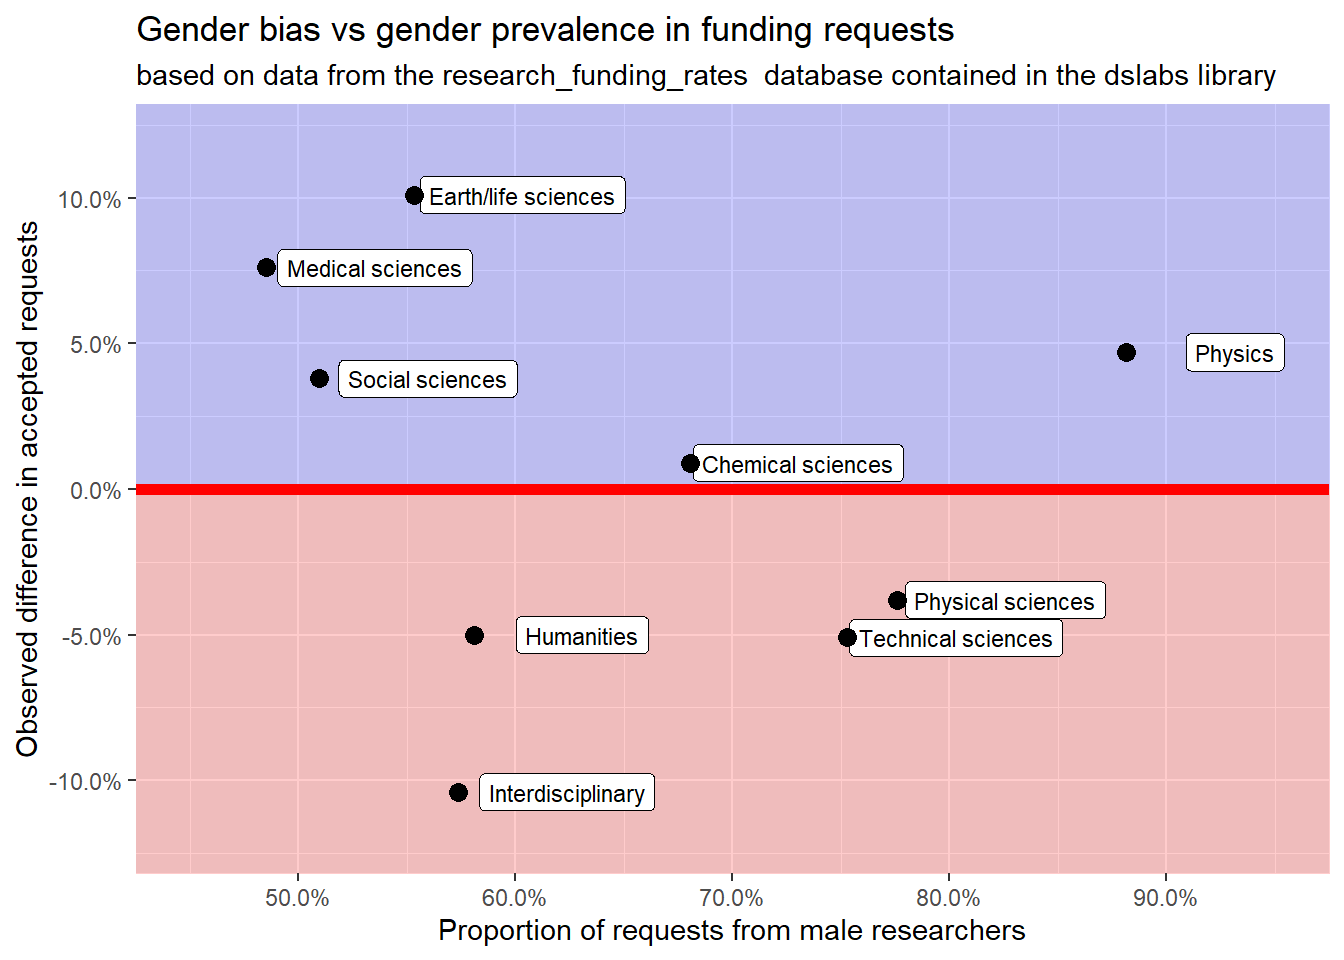 Gender bias vs gender prevalence in funding requests
based on data from the research_funding_rates  database contained in the dslabs library
Observed difference in accepted requests
10.0%
5.0%
0.0%
-5.0%
-10.0%
Earth/life sciences
Medical sciences
Physics
Social sciences
Chemical sciences
Physical sciences
Humanities
Technical sciences
Interdisciplinary
50.0% 60.0% 70.0% 80.0% 90.0%
Proportion of requests from male researchers